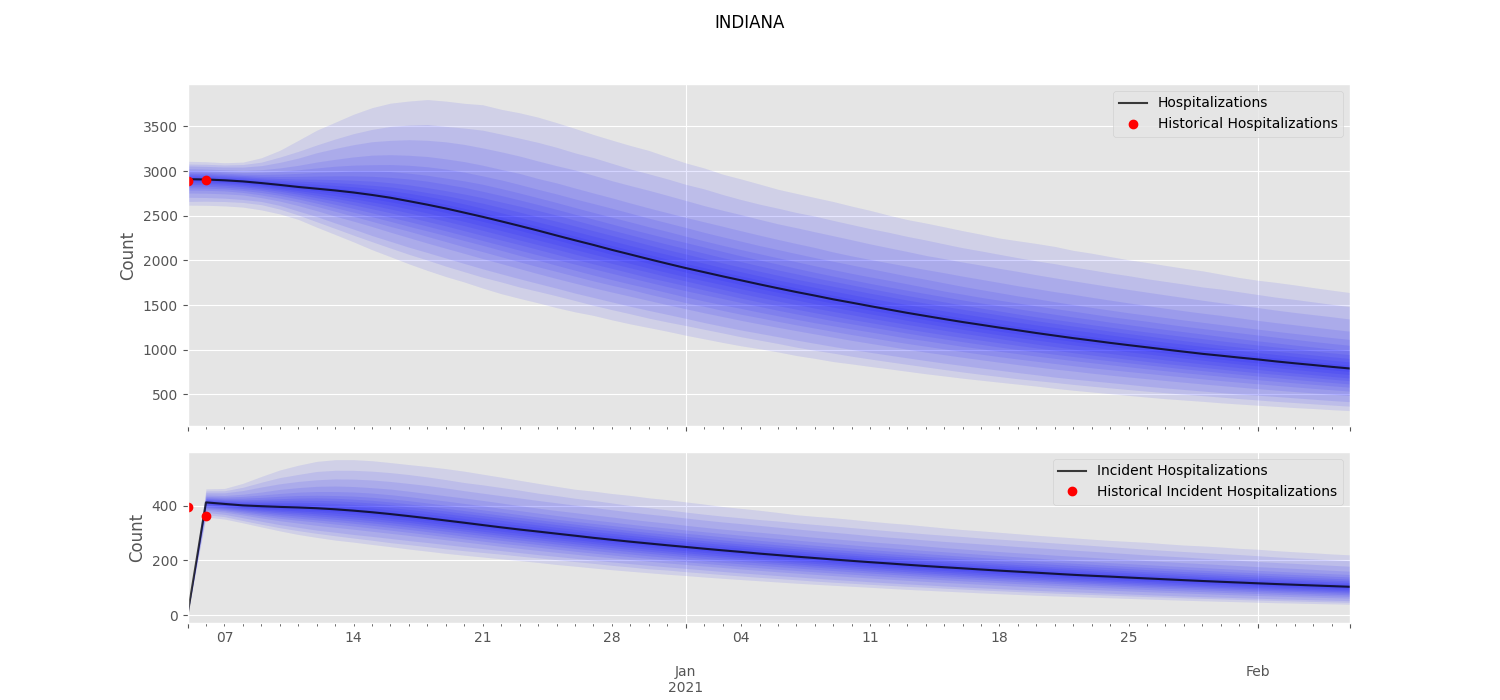 INDIANA
Hospitalizations
Historical Hospitalizations
3500
3000
2500
2000
1500
1000
500
Count
Incident Hospitalizations
Historical Incident Hospitalizations
400
200
0
Count
07 14 21 28 04 11 18 25
Jan Feb
2021